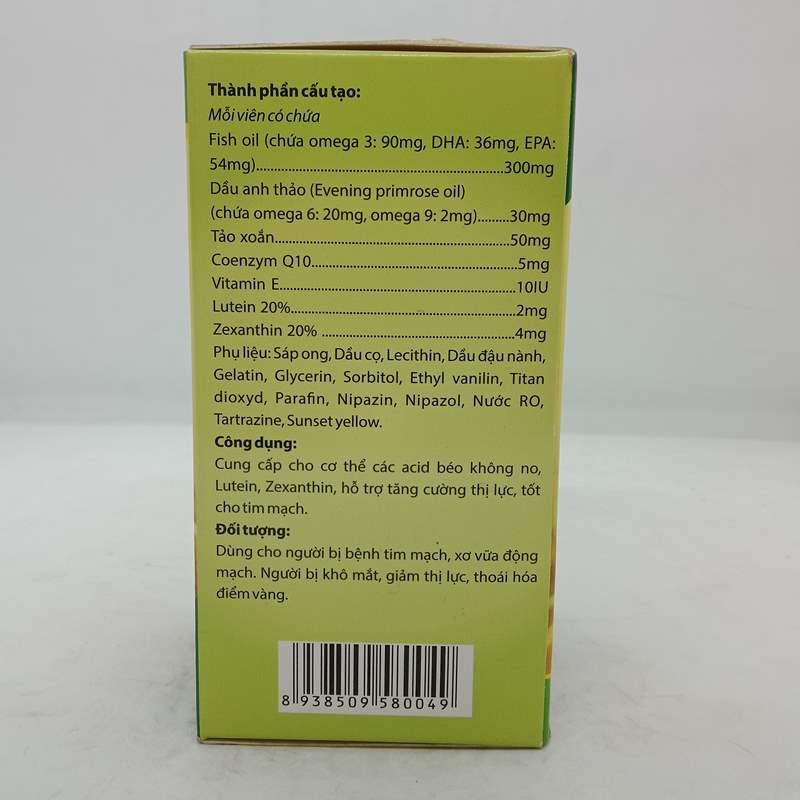 Thành phần cấu tạo:
Mỗi viên có chứa
Fish oil (chứa omega 3: 90mg, DHA: 36mg, EPA:
54mg)..................................................................300mg
Dầu anh thảo (Evening primrose oil)
(chứa omega 6: 20mg, omega 9: 2mg).........30mg
Tảo xoắn...............................................................50mg
Coenzym Q10.......................................................5mg
Vitamin E...............................................................10IU
Lutein 20%.............................................................2mg
Zexanthin 20% ....................................................4mg
Phụ liệu: Sáp ong, Dầu cọ, Lecithin, Dầu đậu nành,
Gelatin, Glycerin, Sorbitol, Ethyl vanilin, Titan
dioxyd, Parafin, Nipazin, Nipazol, Nước RO,
Tartrazine, Sunset yellow.
Công dụng:
Cung cấp cho cơ thể các acid béo không no,
Lutein, Zexanthin, hỗ trợ tăng cường thị lực, tốt
cho tim mạch.
Đối tượng:
Dùng cho người bị bệnh tim mạch, xơ vữa động
mạch. Người bị khô mắt, giảm thị lực, thoái hóa
điểm vàng.
8 938509 580049